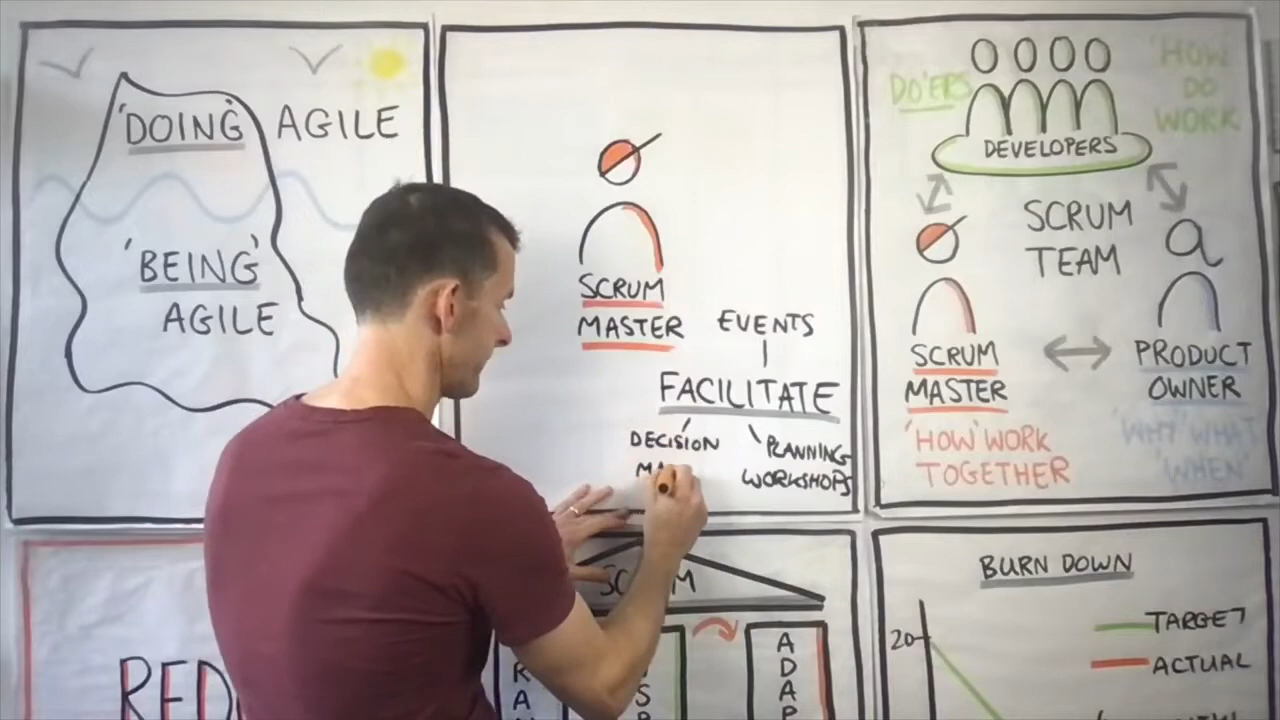 'DOING' AGILE
'BEING'
AGILE
SCRUM
MASTER
EVENTS
FACILITATE
DECISION
PLANNING
WORKSHOPS
DO'ERS
'HOW
DO
WORK
DEVELOPERS
SCRUM
TEAM
SCRUM
MASTER
'HOW' WORK
TOGETHER
PRODUCT
OWNER
'WHY' 'WHAT'
'WHEN'
BURN DOWN
20
TARGET
ACTUAL